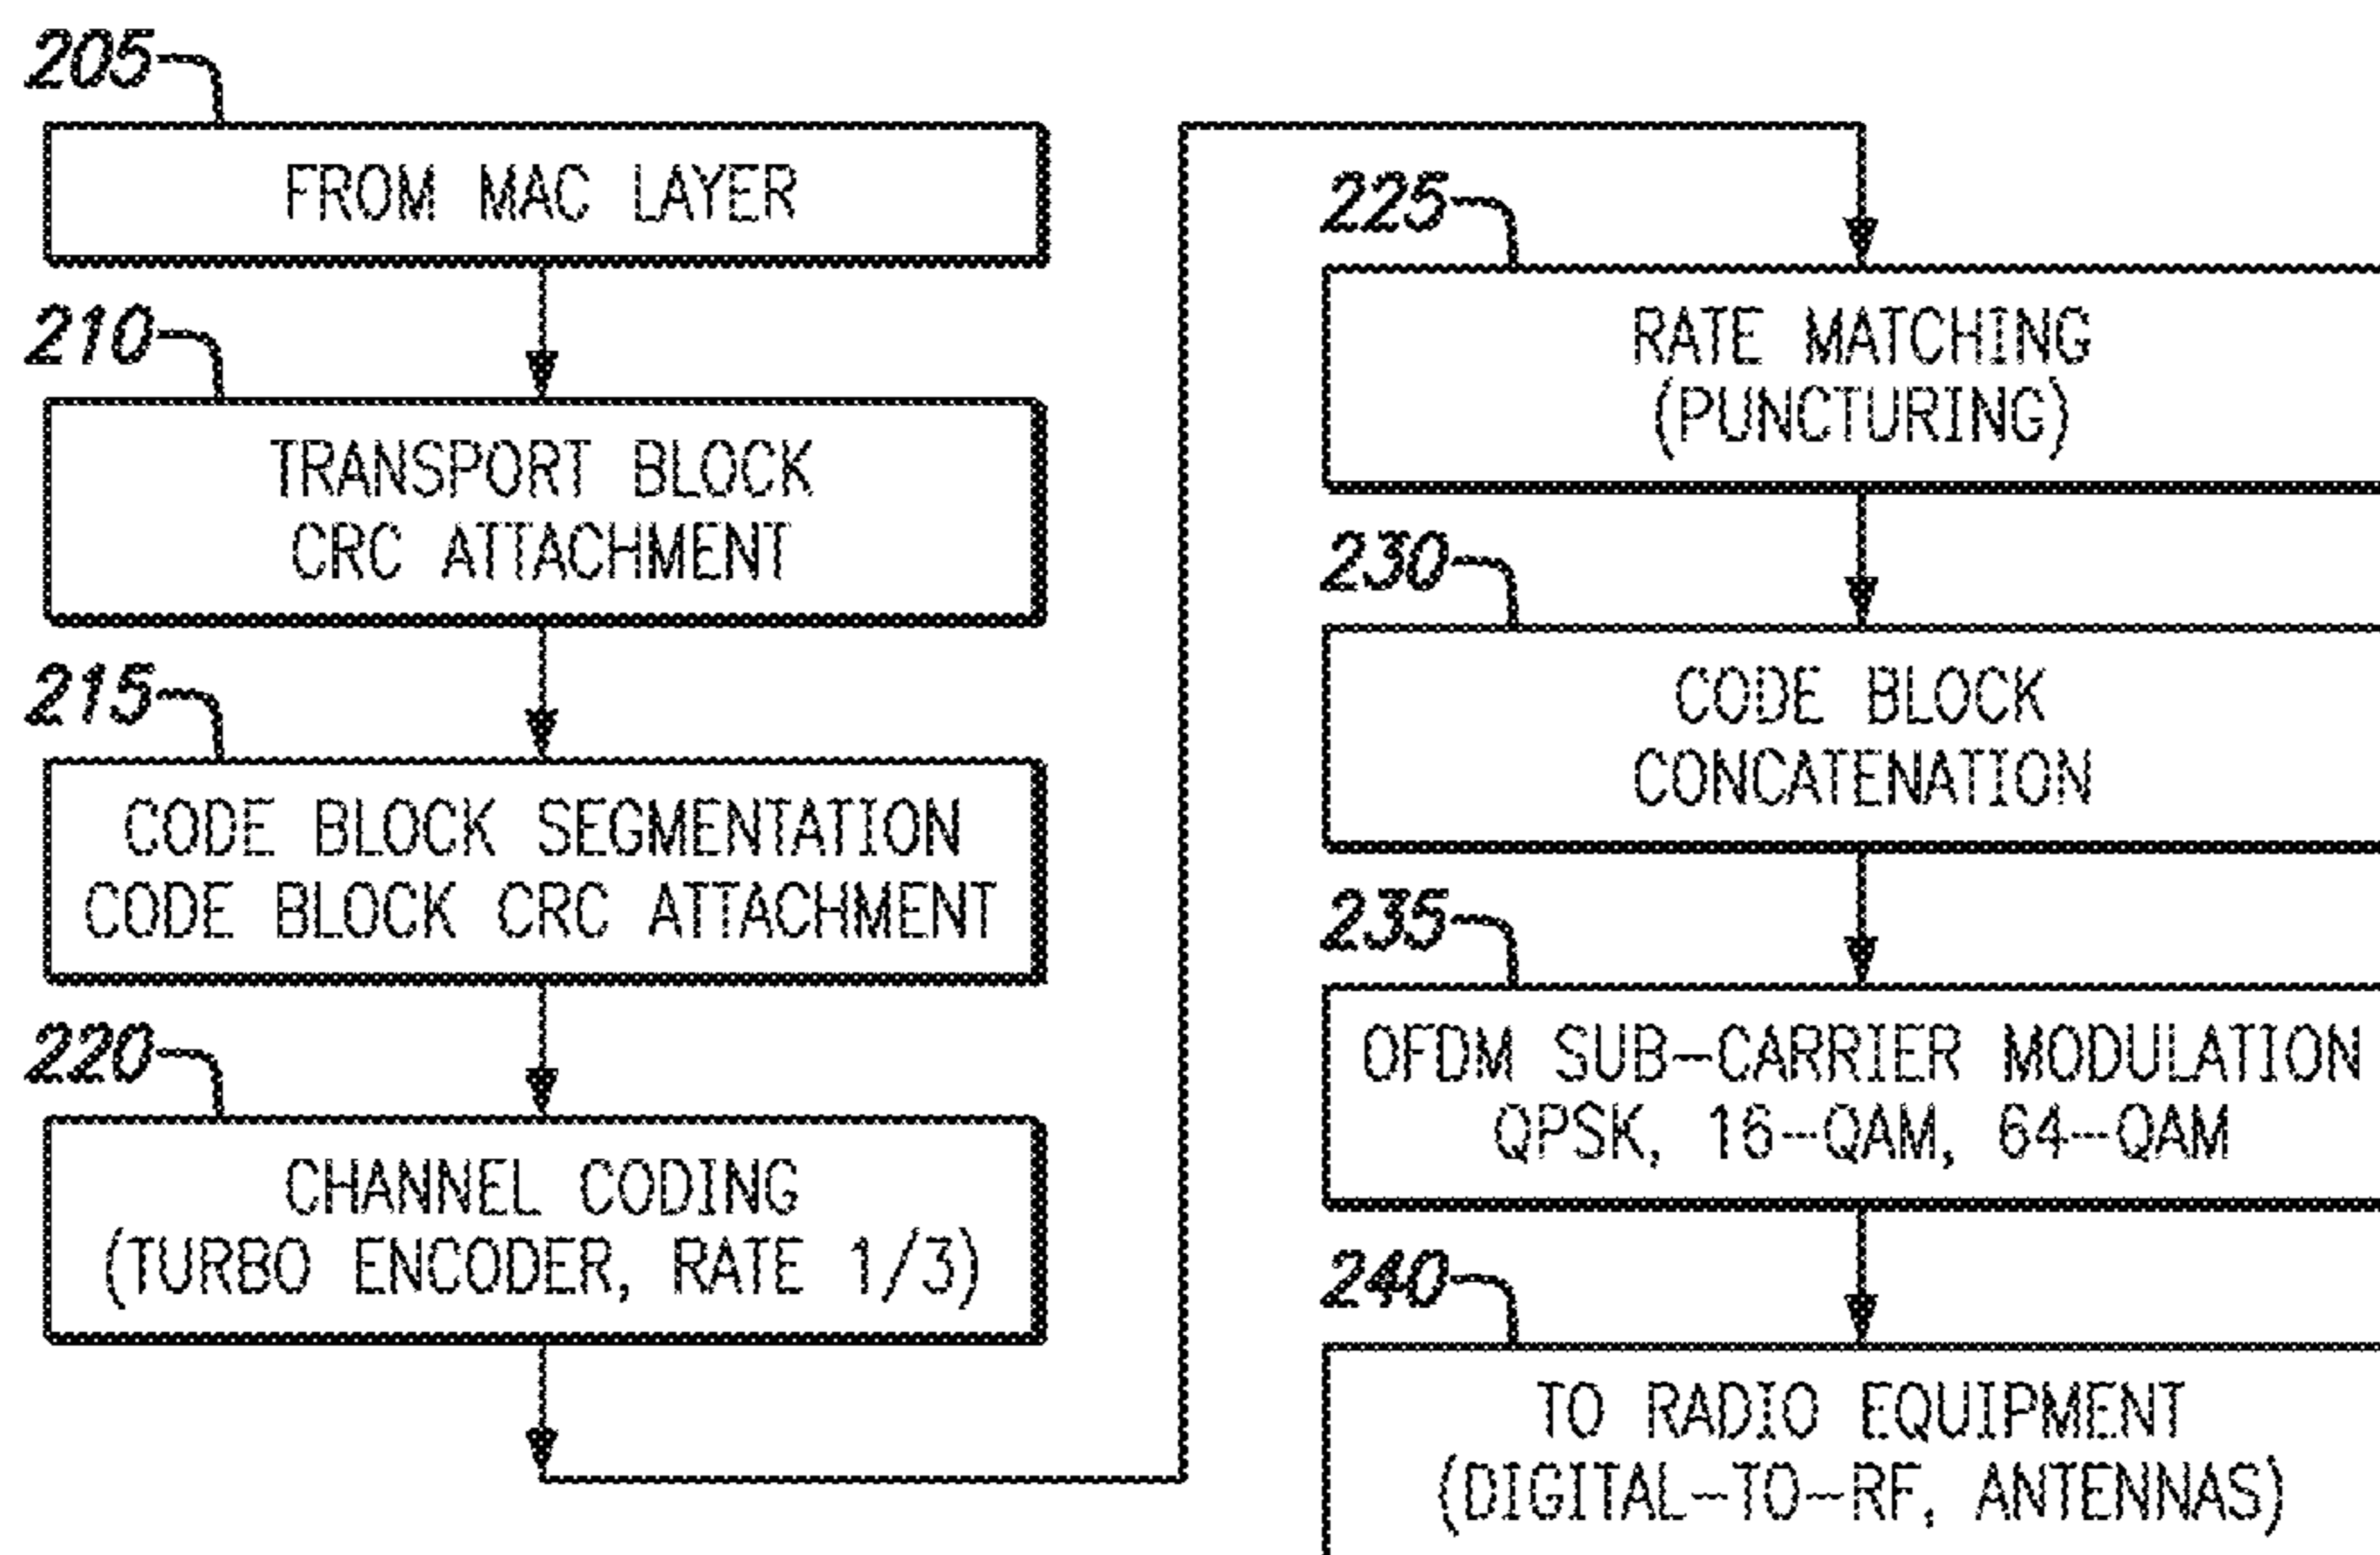 205
FROM MAC LAYER
210
TRANSPORT BLOCK
CRC ATTACHMENT
215
CODE BLOCK SEGMENTATION
CODE BLOCK CRC ATTACHMENT
220
CHANNEL CODING
(TURBO ENCODER, RATE 1/3)
225
RATE MATCHING
(PUNCTURING)
230
CODE BLOCK
CONCATENATION
235
OFDM SUB-CARRIER MODULATION
QPSK, 16-QAM, 64-QAM
240
TO RADIO EQUIPMENT
(DIGITAL-TO-RF, ANTENNAS)